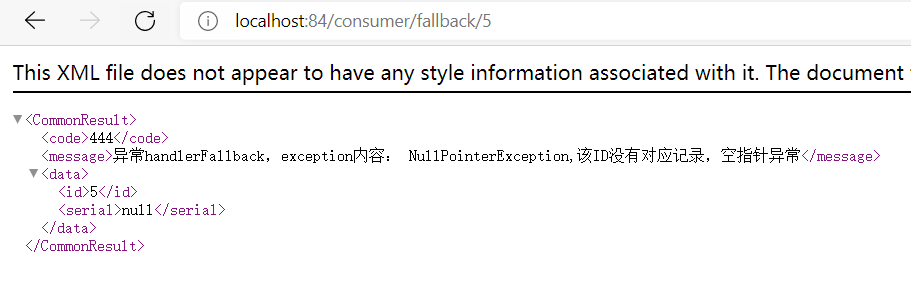 localhost:84/consumer/fallback/5
This XML file does not appear to have any style information associated with it. The document
<CommonResult>
<code>444</code>
<message>异常handlerFallback，exception内容： NullPointerException,该ID没有对应记录，空指针异常</message>
<data>
<id>5</id>
<serial>null</serial>
</data>
</CommonResult>